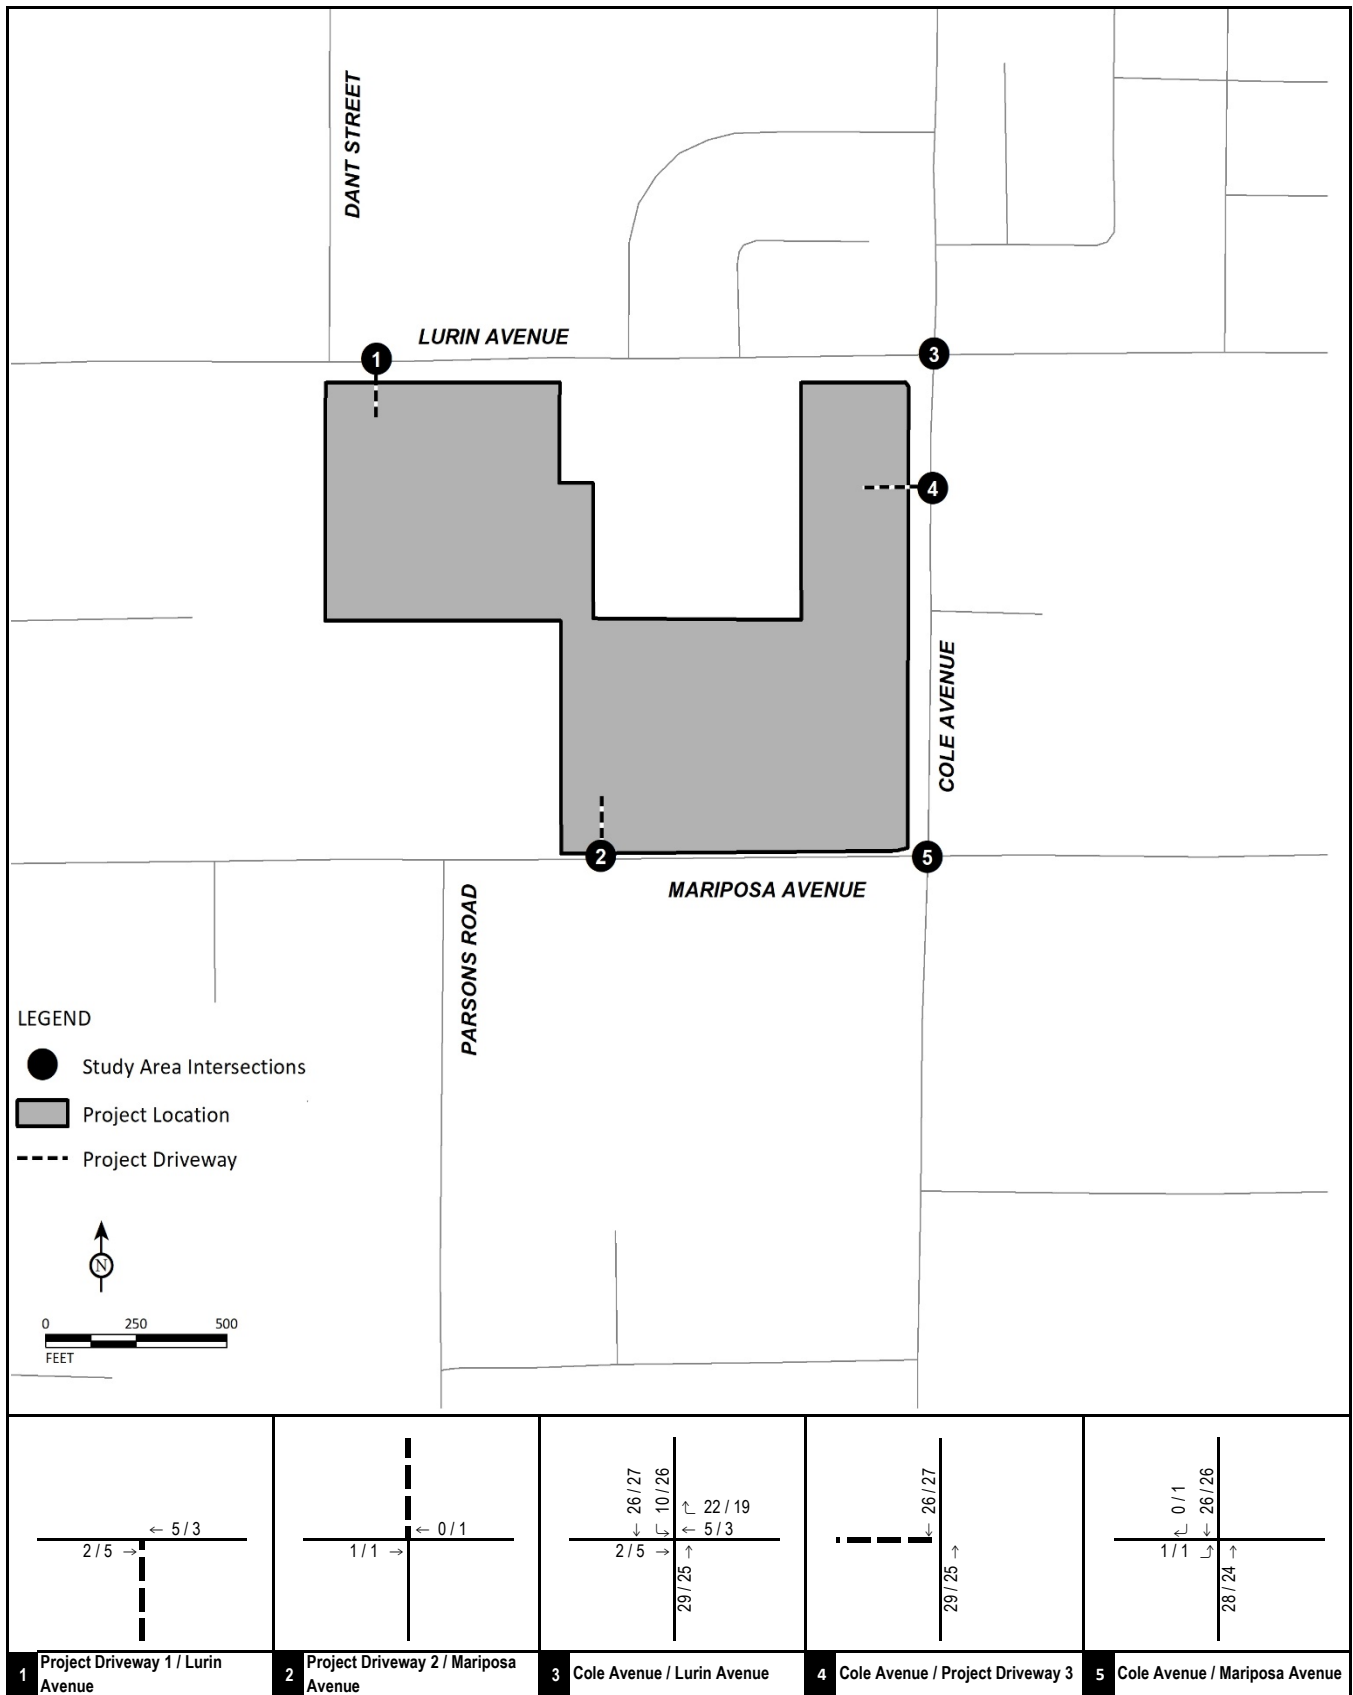 DANT STREET
LURIN AVENUE
1
3
4
COLE AVENUE
2
5
MARIPOSA AVENUE
PARSONS ROAD
LEGEND
Study Area Intersections
Project Location
Project Driveway
N
0 250 500
FEET
5 / 3
2 / 5
1 Project Driveway 1 / Lurin
Avenue
0 / 1
1 / 1
2 Project Driveway 2 / Mariposa
Avenue
26 / 27
10 / 26
22 / 19
5 / 3
2 / 5
29 / 25
3 Cole Avenue / Lurin Avenue
26 / 27
29 / 25
4 Cole Avenue / Project Driveway 3
0 / 1
26 / 26
1 / 1
28 / 24
5 Cole Avenue / Mariposa Avenue